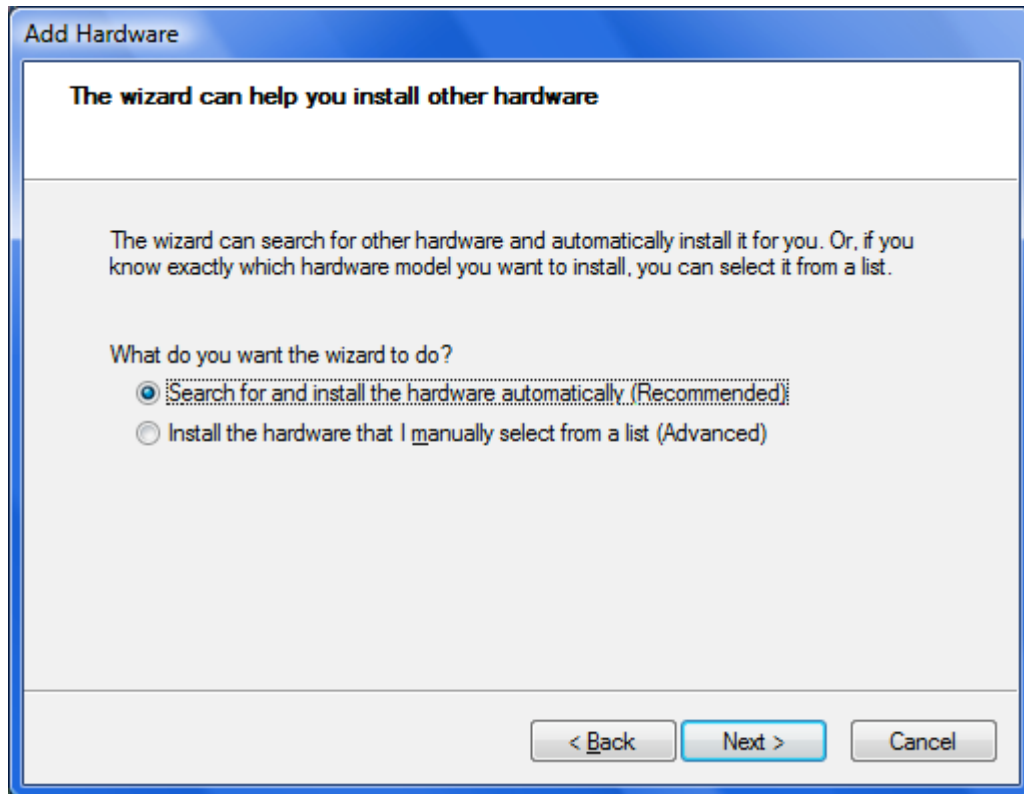 Add Hardware
The wizard can help you install other hardware
The wizard can search for other hardware and automatically install it for you. Or, if you
know exactly which hardware model you want to install, you can select it from a list.
What do you want the wizard to do?
Search for and install the hardware automatically (Recommended)
Install the hardware that I manually select from a list (Advanced)
< Back Next > Cancel